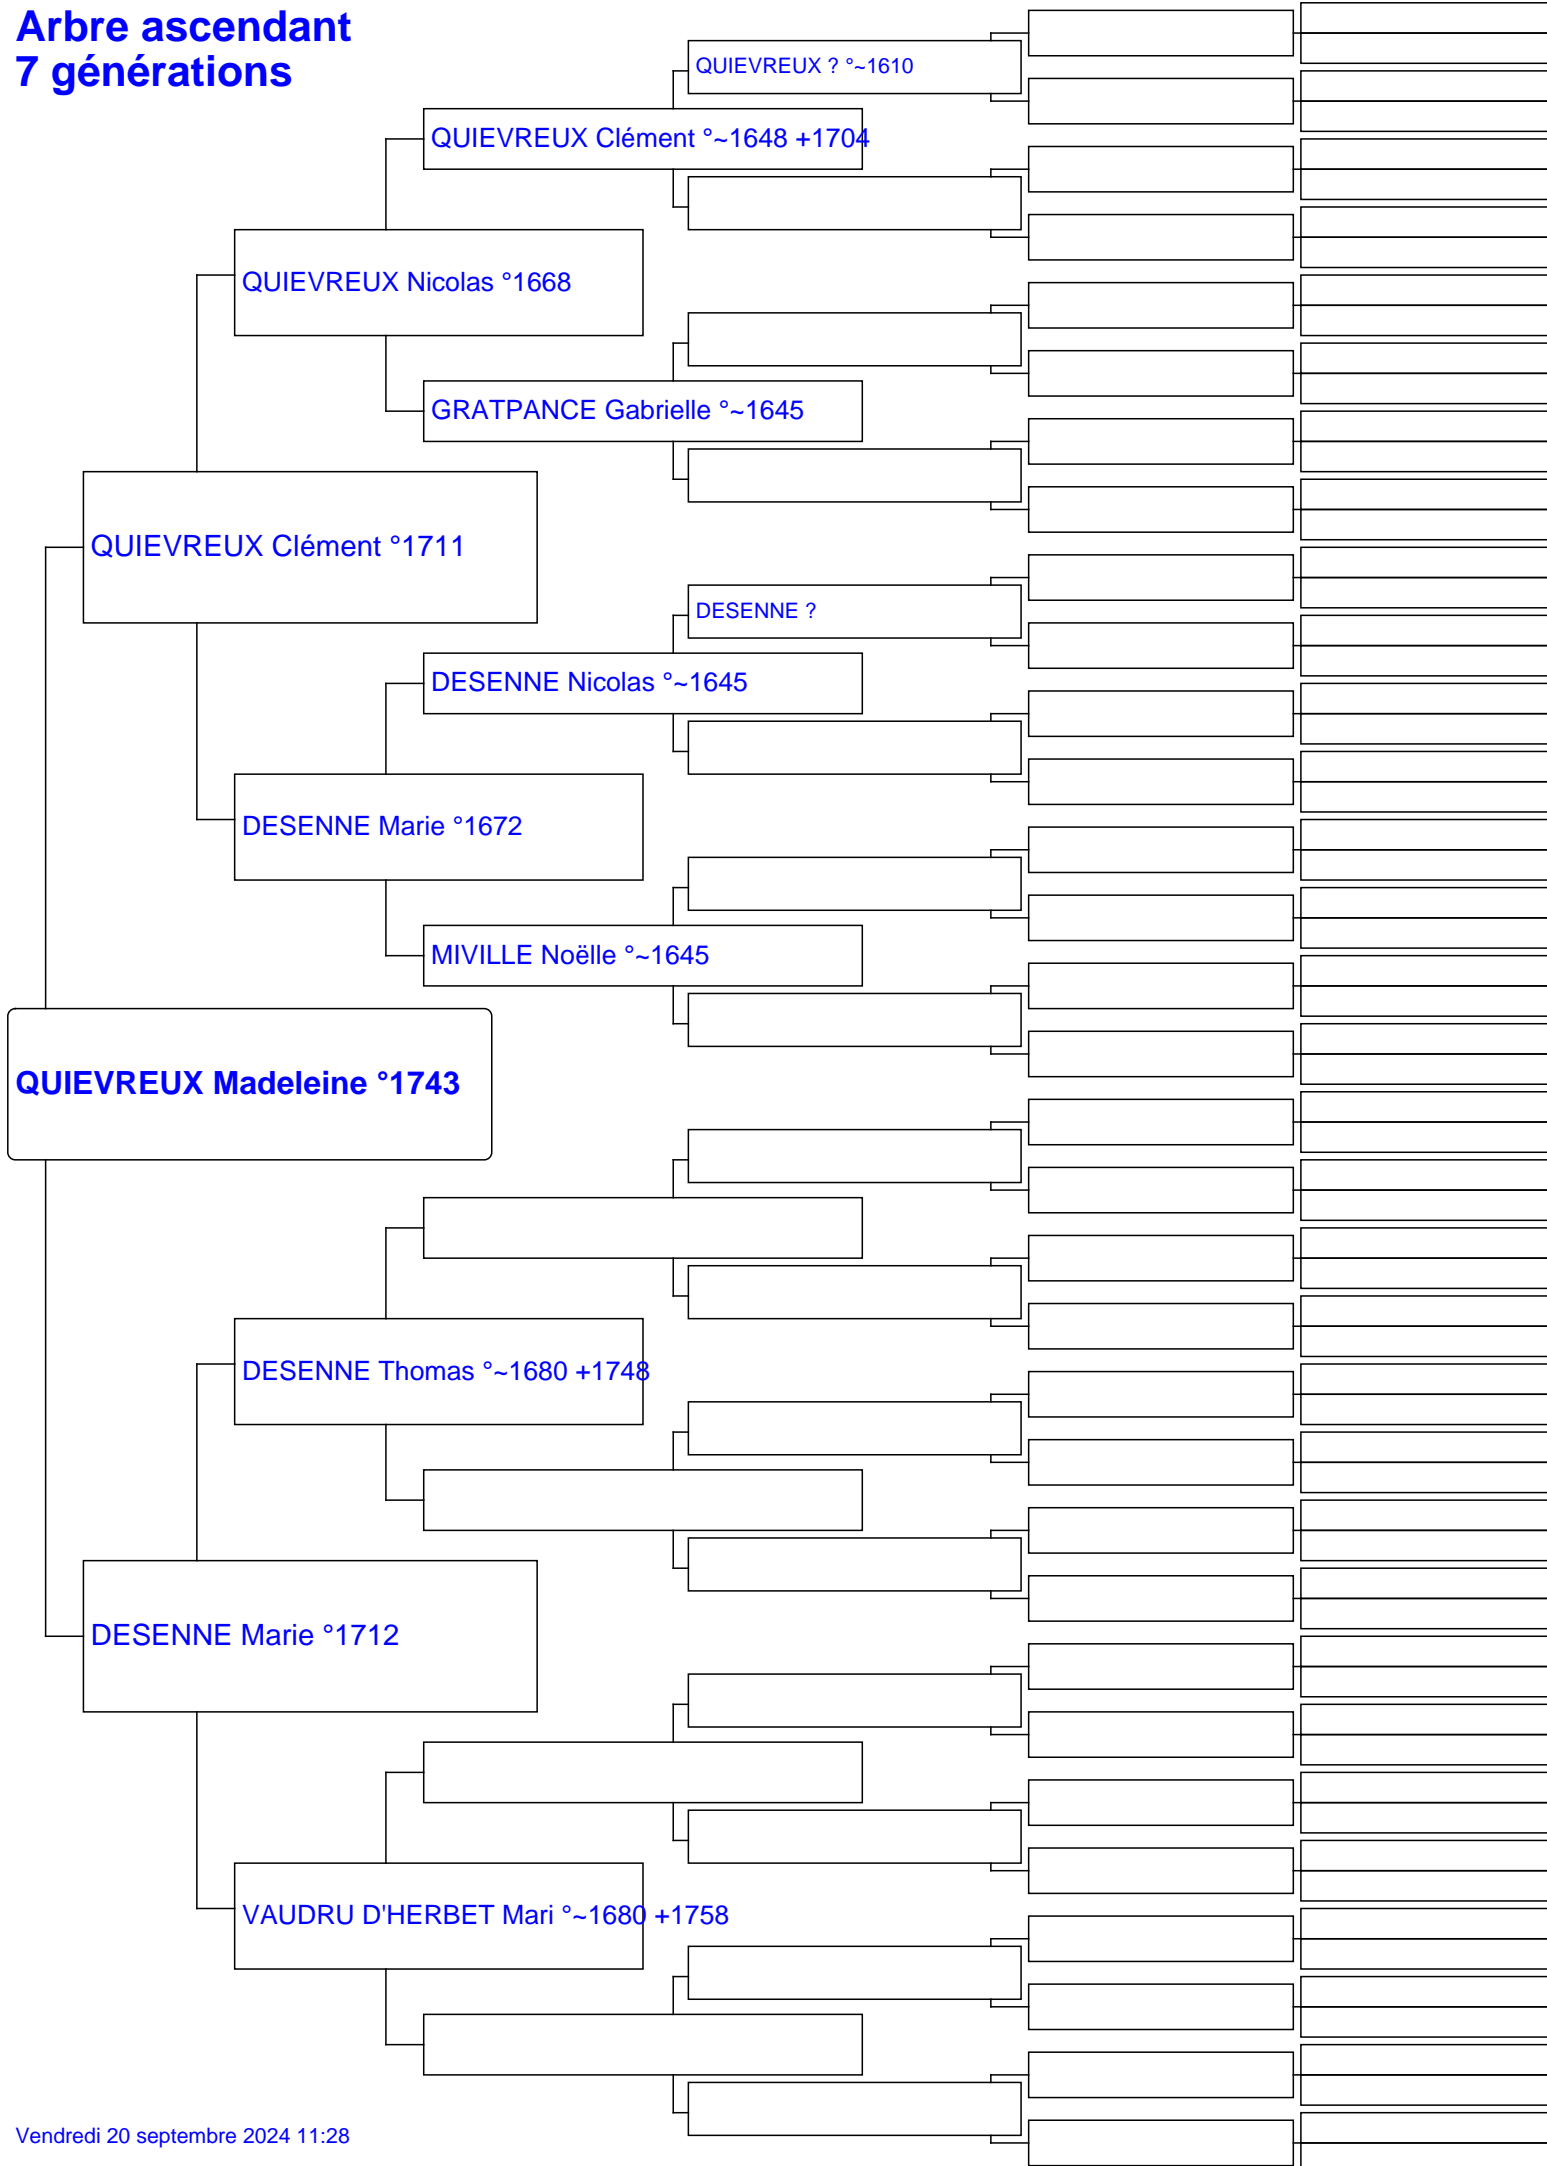 Arbre ascendant
7 générations
QUIEVREUX ? °~1610
QUIEVREUX Clément °~1648 +1704
QUIEVREUX Nicolas °1668
GRATPANCE Gabrielle °~1645
QUIEVREUX Clément °1711
DESENNE ?
DESENNE Nicolas °~1645
DESENNE Marie °1672
MIVILLE Noëlle °~1645
QUIEVREUX Madeleine °1743
DESENNE Thomas °~1680 +1748
DESENNE Marie °1712
VAUDRU D'HERBET Mari °~1680 +1758
Vendredi 20 septembre 2024 11:28